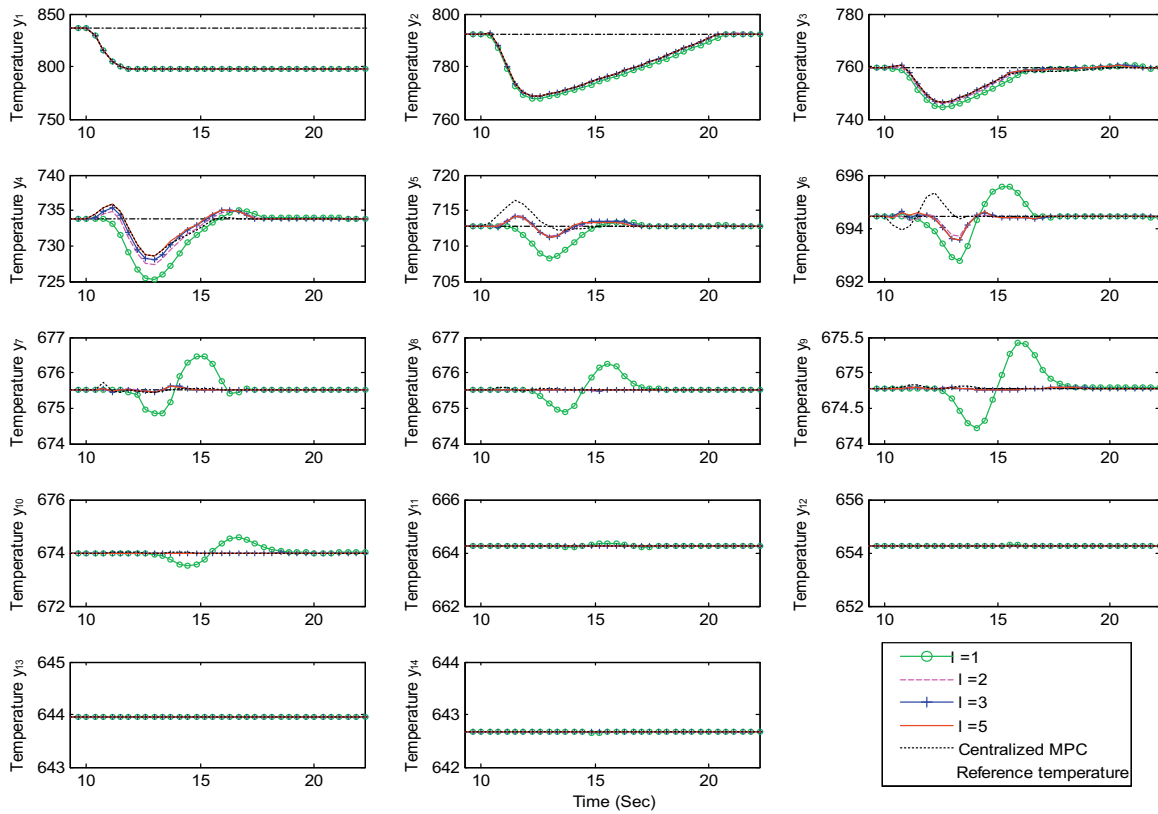 Temperature y1
850
800
750
10 15 20
Temperature y2
800
780
760
10 15 20
Temperature y3
780
760
740
10 15 20
Temperature y4
740
735
730
725
10 15 20
Temperature y5
720
715
710
705
10 15 20
Temperature y6
696
694
692
10 15 20
Temperature y7
677
676
675
674
10 15 20
Temperature y8
677
676
675
674
10 15 20
Temperature y9
675.5
675
674.5
674
10 15 20
Temperature y10
676
674
672
10 15 20
Temperature y11
666
664
662
10 15 20
Temperature y12
656
654
652
10 15 20
Temperature y13
645
644
643
10 15 20
Temperature y14
644
643
642
10 15 20
Time (Sec)
l =1
l =2
l =3
l =5
Centralized MPC
Reference temperature